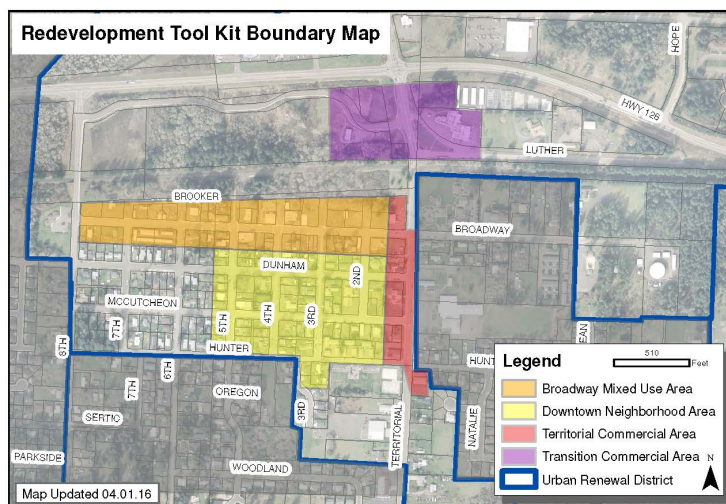 Redevelopment Tool Kit Boundary Map
HOPE
HWY 126
LUTHER
BROOKER
BROADWAY
DUNHAM
2ND
MCCUTCHEON
5TH
4TH
3RD
7TH
8TH
HUNTER
6TH
7TH
OREGON
SERTIC
3RD
PARKSIDE
WOODLAND
TERRITORIAL
NATALIE
HUNT
EAN
Legend
510
Feet
Broadway Mixed Use Area
Downtown Neighborhood Area
Territorial Commercial Area
Transition Commercial Area
N
Urban Renewal District
Map Updated 04.01.16